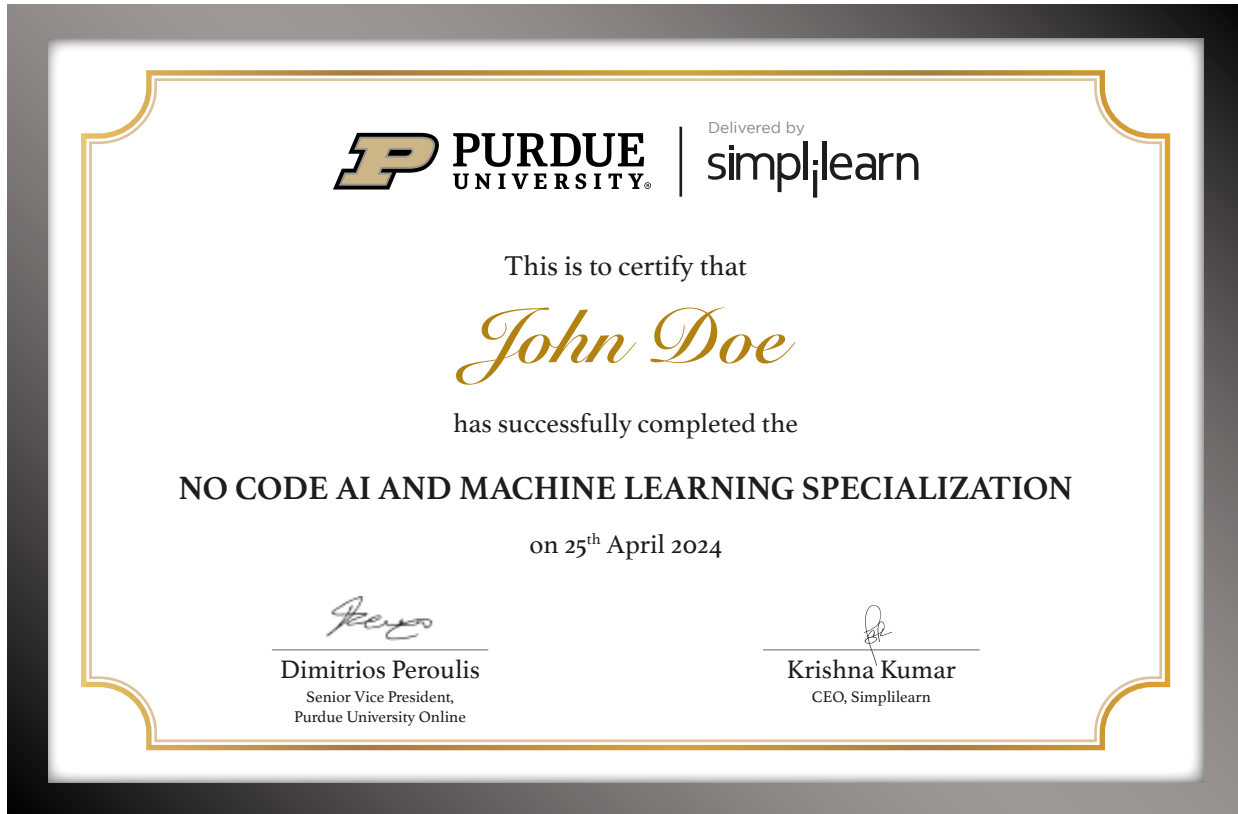 PURDUE
UNIVERSITY®
Delivered by
simplilearn
This is to certify that
John Doe
has successfully completed the
NO CODE AI AND MACHINE LEARNING SPECIALIZATION
on 25th April 2024
Dimitrios Peroulis
Senior Vice President,
Purdue University Online
Krishna Kumar
CEO, Simplilearn